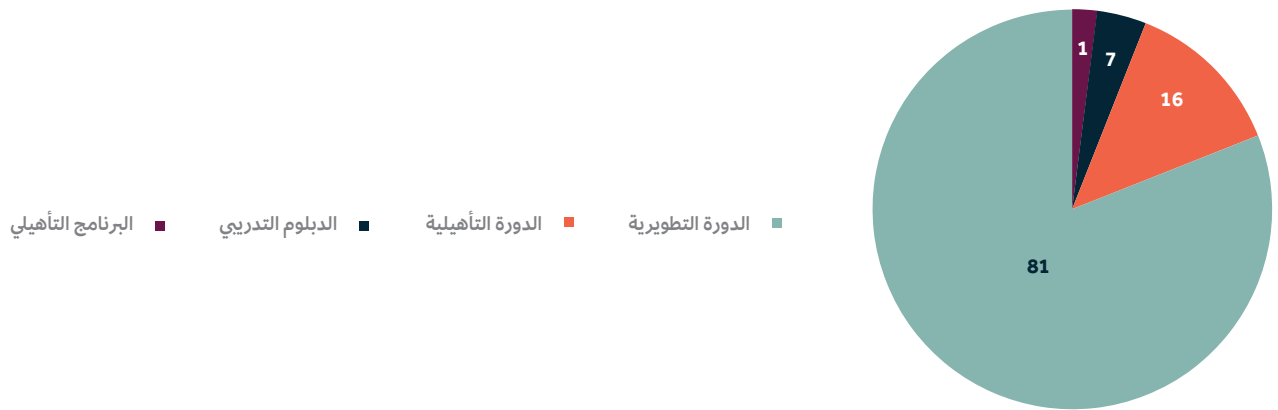 1
7
16
81
الدورة التطويرية
الدورة التأهيلية
الدبلوم التدريبي
البرنامج التأهيلي